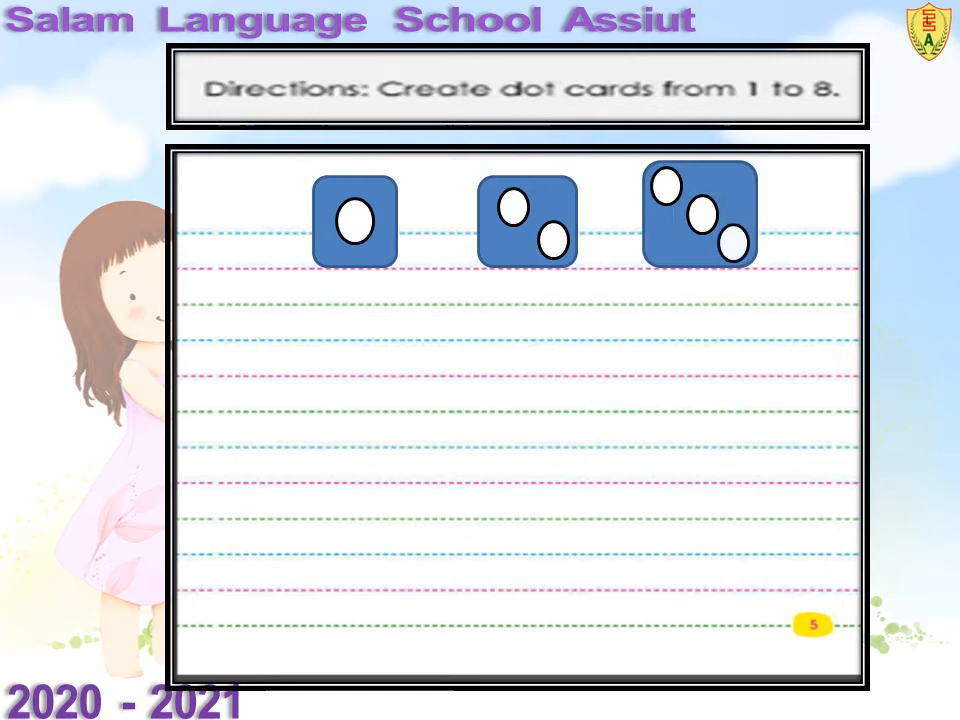 Salam Language School Assiut
Directions: Create dot cards from 1 to 8.
5
2020 - 2021